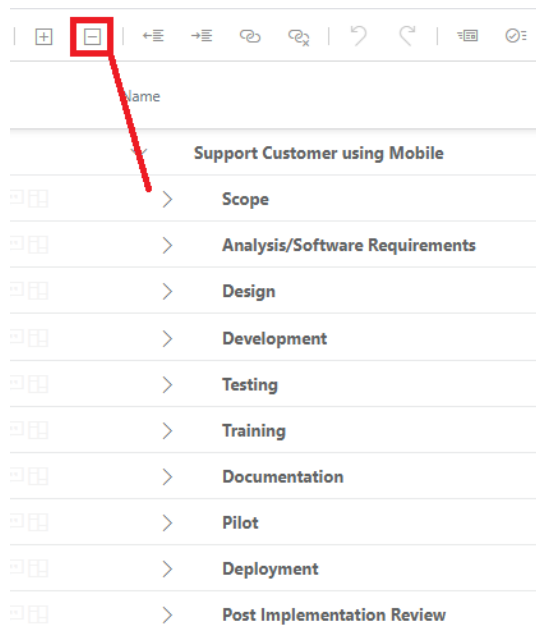 Name
Support Customer using Mobile
Scope
Analysis/Software Requirements
Design
Development
Testing
Training
Documentation
Pilot
Deployment
Post Implementation Review